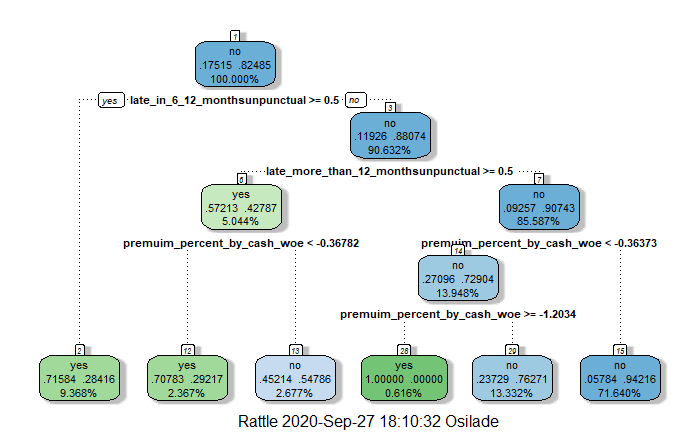 1
no
.17515 .82485
100.000%
yes late_in_6_12_monthsunpunctual >= 0.5 no
3
no
.11926 .88074
90.632%
late_more_than_12_monthsunpunctual >= 0.5
6
yes
.57213 .42787
5.044%
7
no
.09257 .90743
85.587%
premuim_percent_by_cash_woe < -0.36782
premuim_percent_by_cash_woe < -0.36373
14
no
.27096 .72904
13.948%
premuim_percent_by_cash_woe >= -1.2034
2
yes
.71584 .28416
9.368%
12
yes
.70783 .29217
2.367%
13
no
.45214 .54786
2.677%
28
yes
1.00000 .00000
0.616%
29
no
.23729 .76271
13.332%
15
no
.05784 .94216
71.640%
Rattle 2020-Sep-27 18:10:32 Osilade